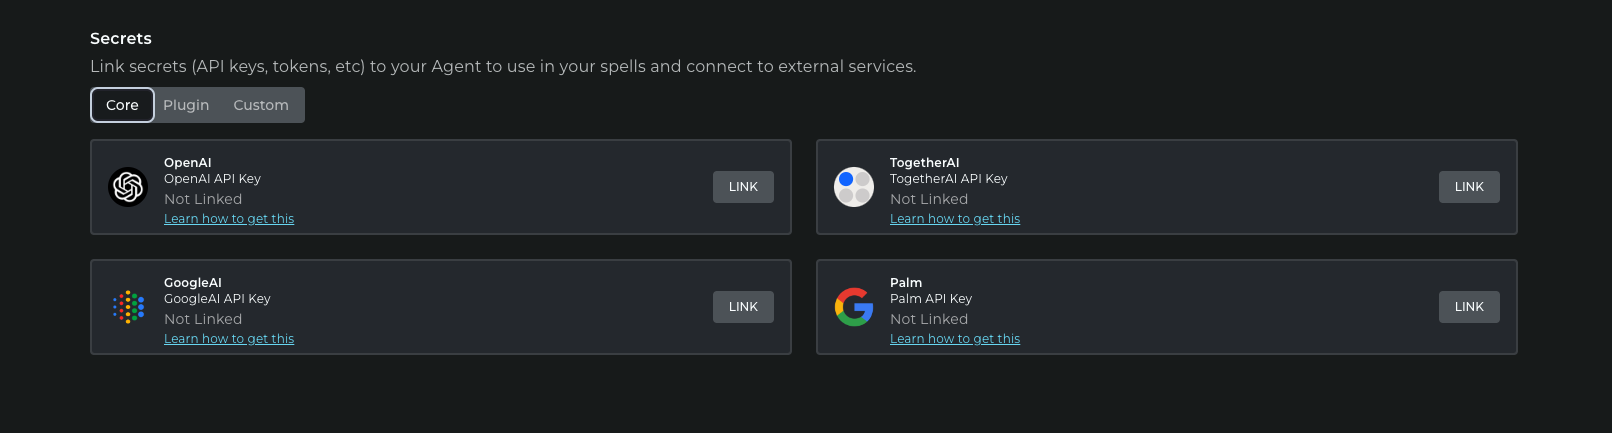 Secrets
Link secrets (API keys, tokens, etc) to your Agent to use in your spells and connect to external services.
Core Plugin Custom
OpenAI
OpenAI API Key
Not Linked
Learn how to get this
LINK
TogetherAI
TogetherAI API Key
Not Linked
Learn how to get this
LINK
GoogleAI
GoogleAI API Key
Not Linked
Learn how to get this
LINK
Palm
Palm API Key
Not Linked
Learn how to get this
LINK